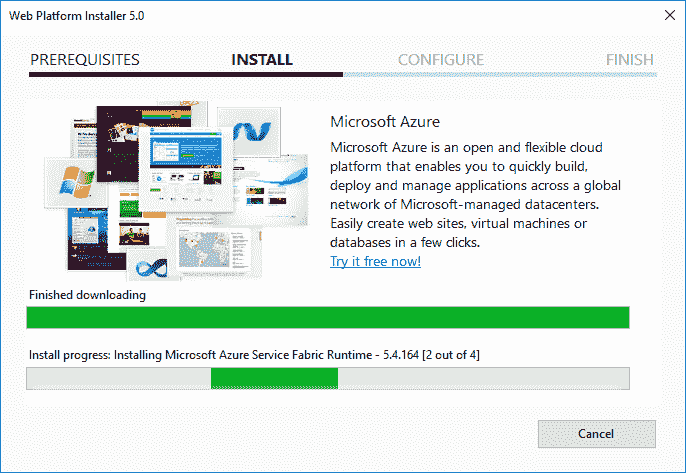 Web Platform Installer 5.0
PREREQUISITES
INSTALL
CONFIGURE
FINISH
Microsoft Azure
Microsoft Azure is an open and flexible cloud
platform that enables you to quickly build,
deploy and manage applications across a global
network of Microsoft-managed datacenters.
Easily create web sites, virtual machines or
databases in a few clicks.
Try it free now!
Finished downloading
Install progress: Installing Microsoft Azure Service Fabric Runtime - 5.4.164 [2 out of 4]
Cancel